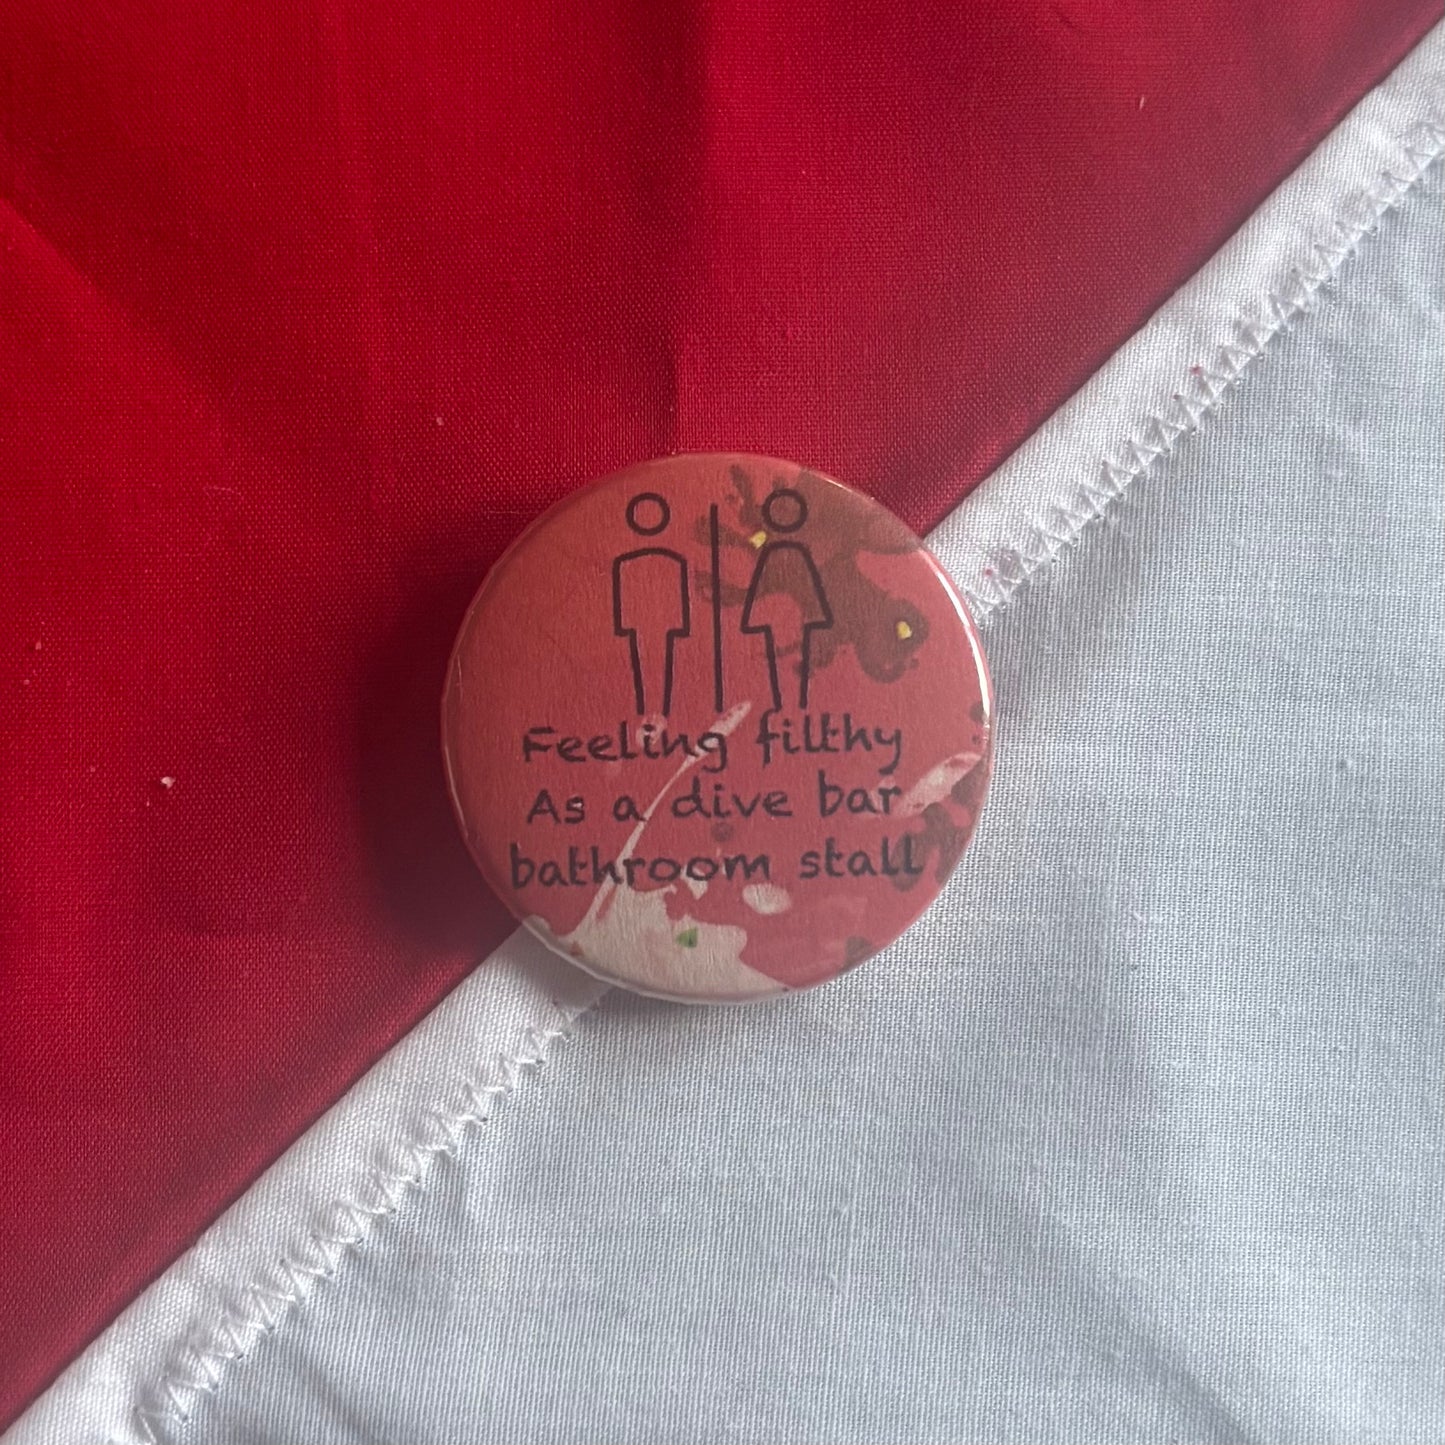 Feeling filthy
As a dive bar
bathroom stall